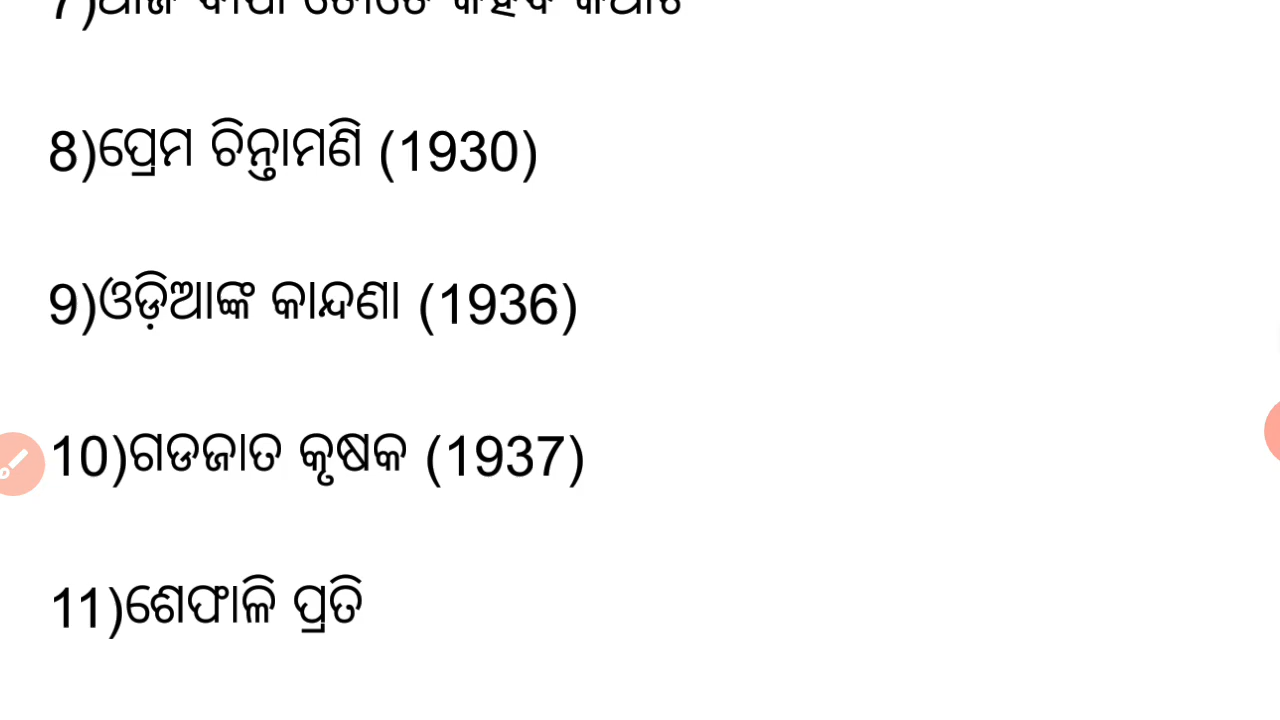 8)ପ୍ରେମ ଚିନ୍ତାମଣି (1930)
9)ଓଡ଼ିଆଙ୍କ କାନ୍ଦଣା (1936)
10)ଗଡଜାତ କୃଷକ (1937)
11)ଶେଫାଳି ପ୍ରତି